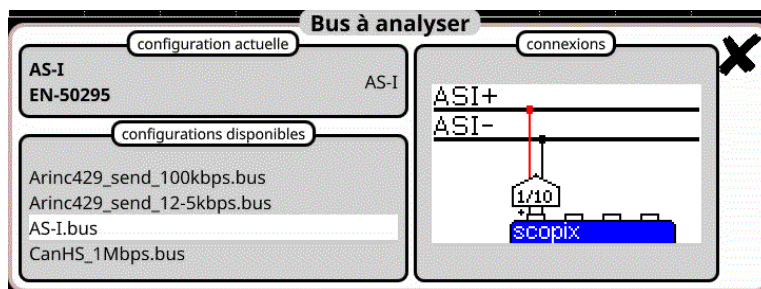 Bus à analyser
configuration actuelle
AS-I
EN-50295
AS-I
configurations disponibles
Arinc429_send_100kbps.bus
Arinc429_send_12-5kbps.bus
AS-I.bus
CanHS_1Mbps.bus
connexions
ASI+
ASI-
1/10
scopix